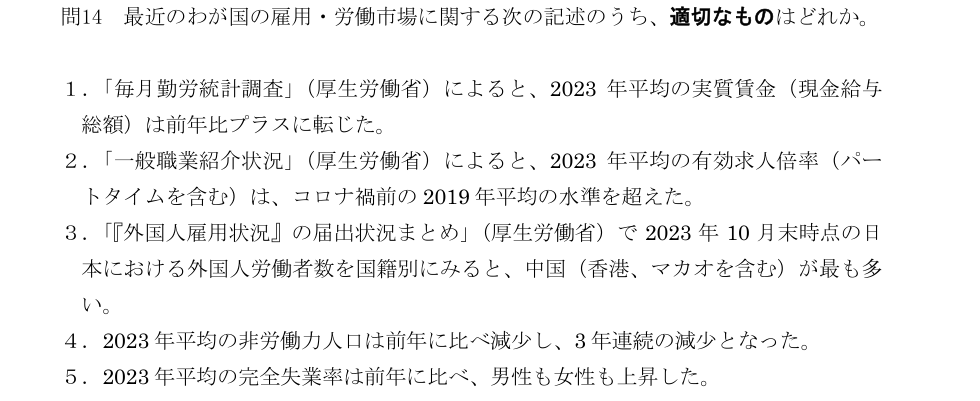 問14　最近のわが国の雇用・労働市場に関する次の記述のうち、適切なものはどれか。
１．「毎月勤労統計調査」（厚生労働省）によると、2023 年平均の実質賃金（現金給与
総額）は前年比プラスに転じた。
２．「一般職業紹介状況」（厚生労働省）によると、2023 年平均の有効求人倍率（パー
トタイムを含む）は、コロナ禍前の 2019 年平均の水準を超えた。
３．「『外国人雇用状況』の届出状況まとめ」（厚生労働省）で 2023 年 10 月末時点の日
本における外国人労働者数を国籍別にみると、中国（香港、マカオを含む）が最も多
い。
４．2023 年平均の非労働力人口は前年に比べ減少し、3 年連続の減少となった。
５．2023 年平均の完全失業率は前年に比べ、男性も女性も上昇した。